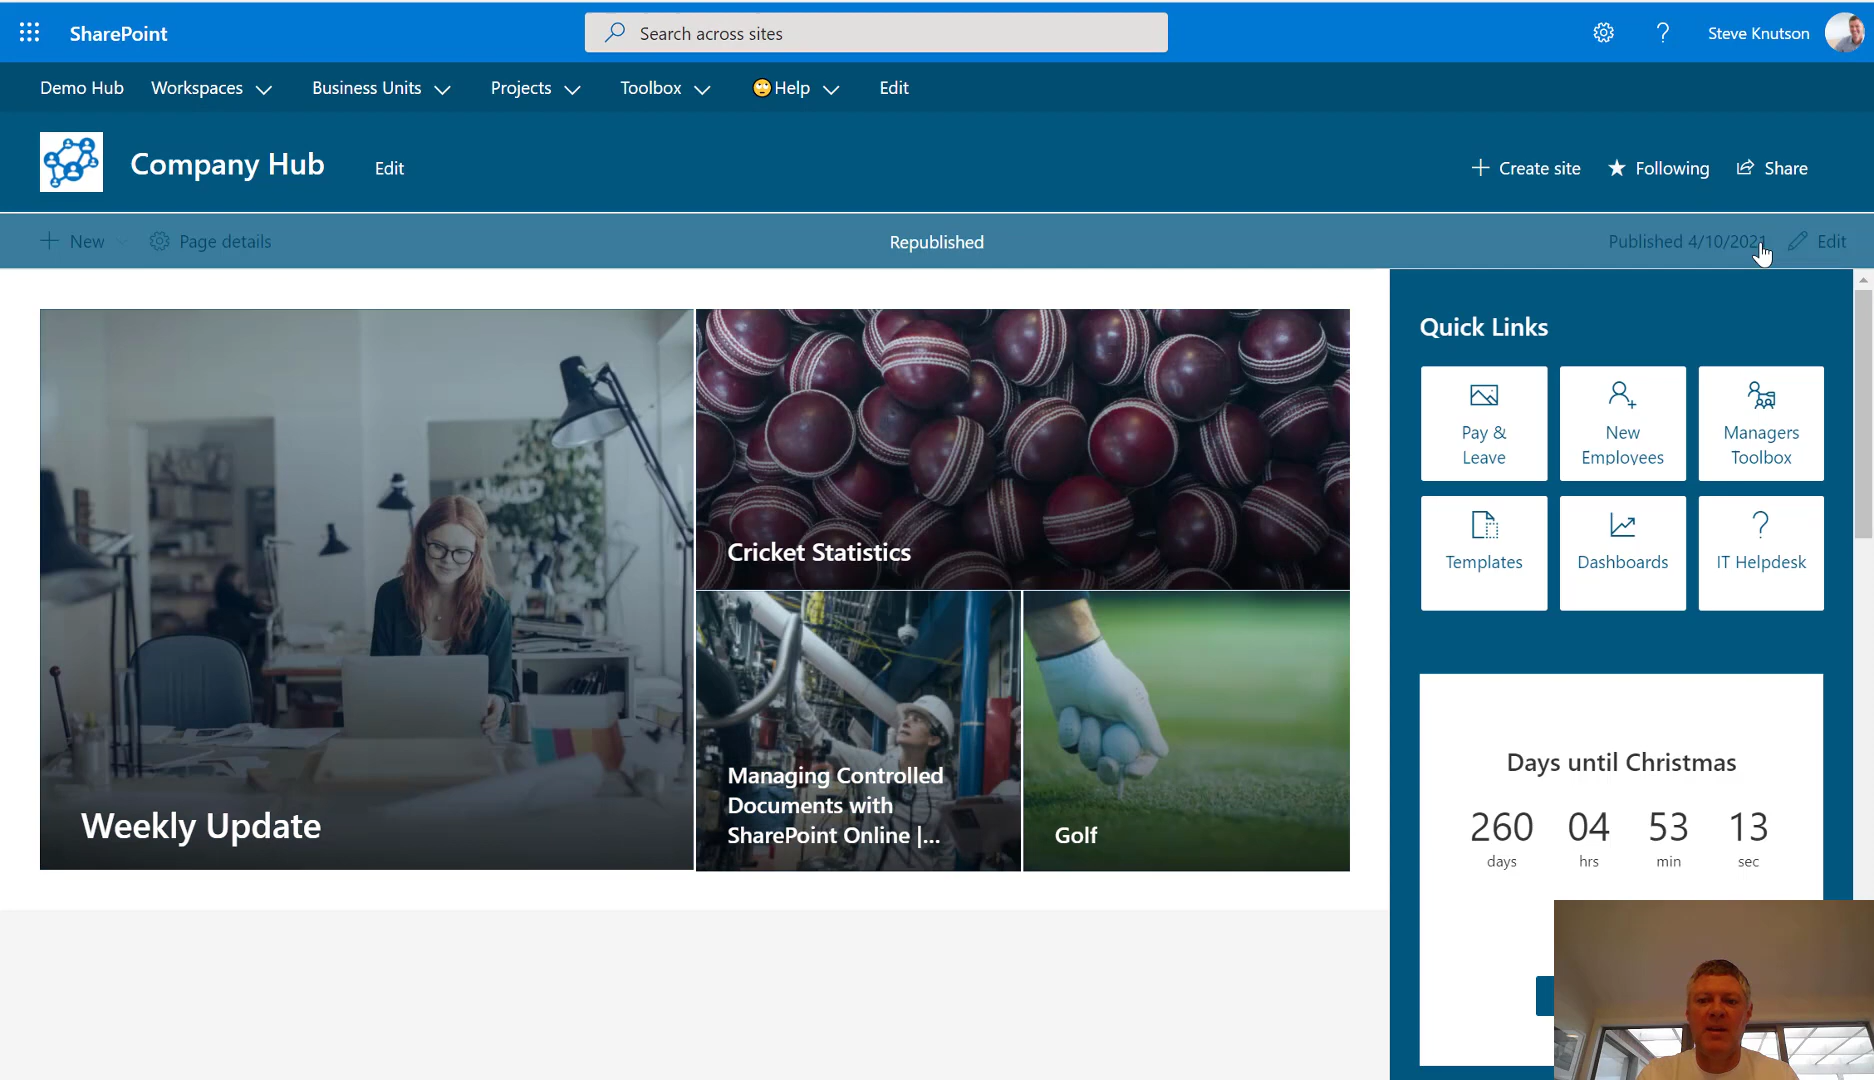 SharePoint
Search across sites
Steve Knutson
Demo Hub Workspaces Business Units Projects Toolbox Help Edit
Company Hub
Edit
Create site Following Share
New Page details
Republished
Published 4/10/2021 Edit
Weekly Update
Cricket Statistics
Managing Controlled
Documents with
SharePoint Online |...
Golf
Quick Links
Pay &
Leave
New
Employees
Managers
Toolbox
Templates
Dashboards
IT Helpdesk
Days until Christmas
260 04 53 13
days hrs min sec